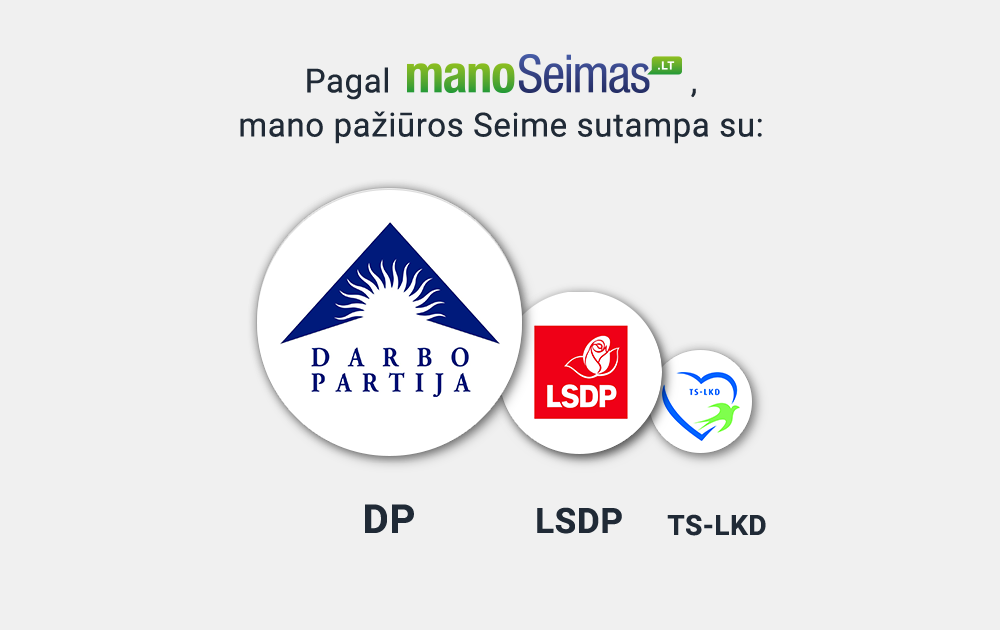 Pagal manoSeimas.LT,
mano pažiūros Seime sutampa su:
DARBO
PARTIJA
LSDP
TS-LKD
DP
LSDP
TS-LKD